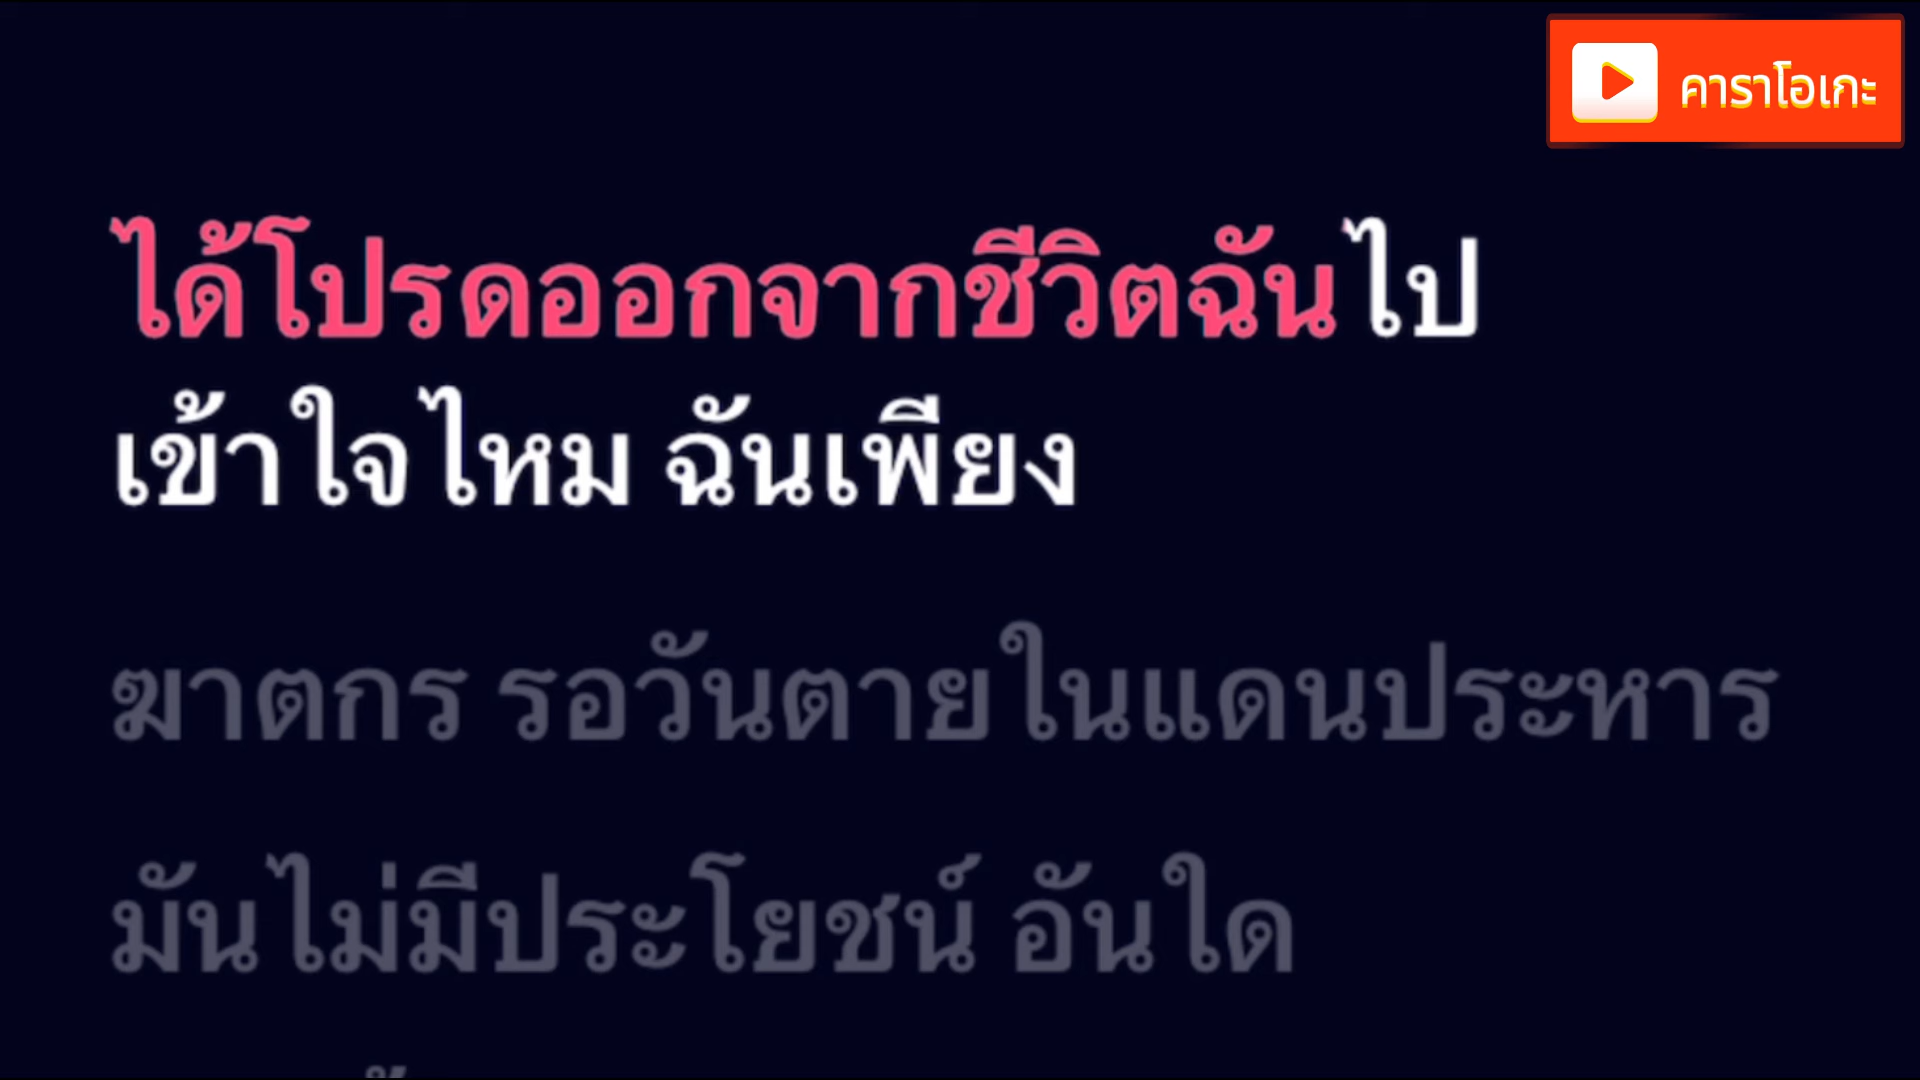 คาราโอเกะ
ได้โปรดออกจากชีวิตฉันไป
เข้าใจไหม ฉันเพียง
ฆาตกร รอวันตายในแดนประหาร
มันไม่มีประโยชน์ อันใด